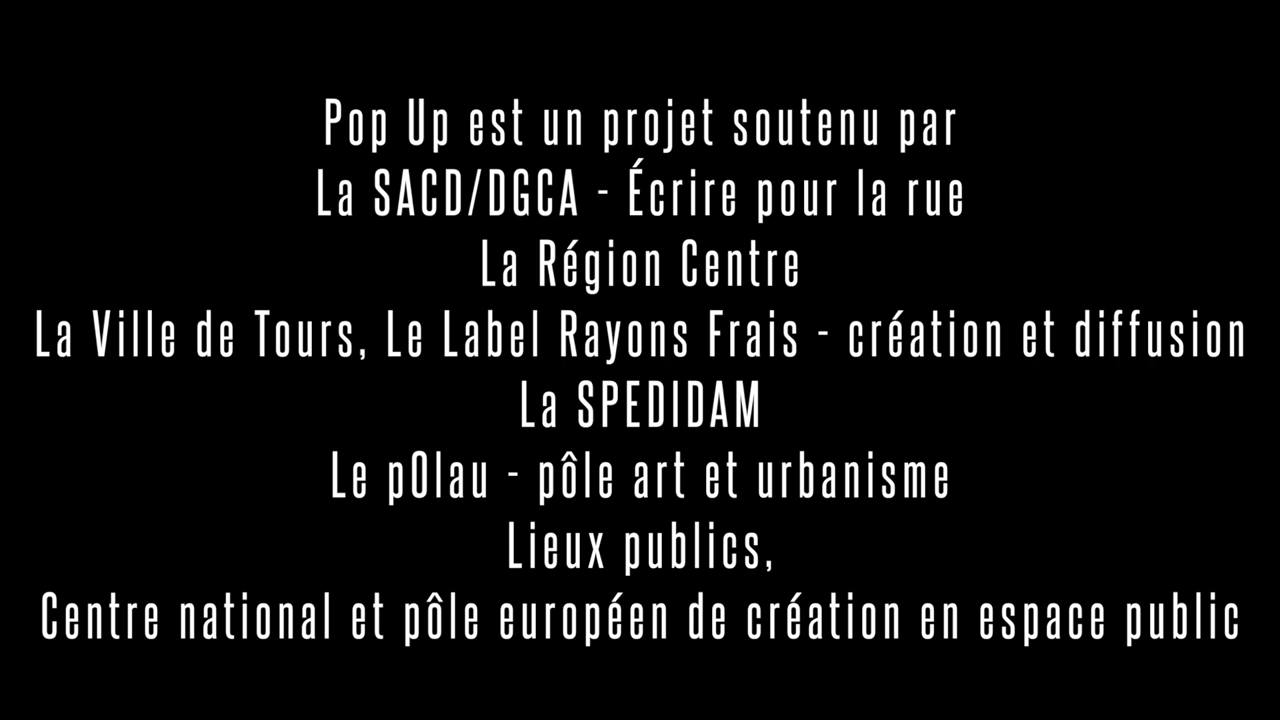 Pop Up est un projet soutenu par
La SACD/DGCA - Écrire pour la rue
La Région Centre
La Ville de Tours, Le Label Rayons Frais - création et diffusion
La SPEDIDAM
Le pOlau - pôle art et urbanisme
Lieux publics,
Centre national et pôle européen de création en espace public